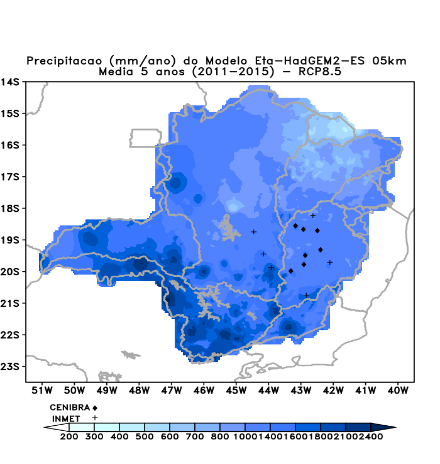 Precipitacao (mm/ano) do Modelo Eta-HadGEM2-ES 05km
Media 5 anos (2011-2015) - RCP8.5
14S
15S
16S
17S
18S
19S
20S
21S
22S
23S
51W 50W 49W 48W 47W 46W 45W 44W 43W 42W 41W 40W
CENIBRA
INMET
200 300 400 500 600 700 800 1000 1400 1600 1800 2100 2400